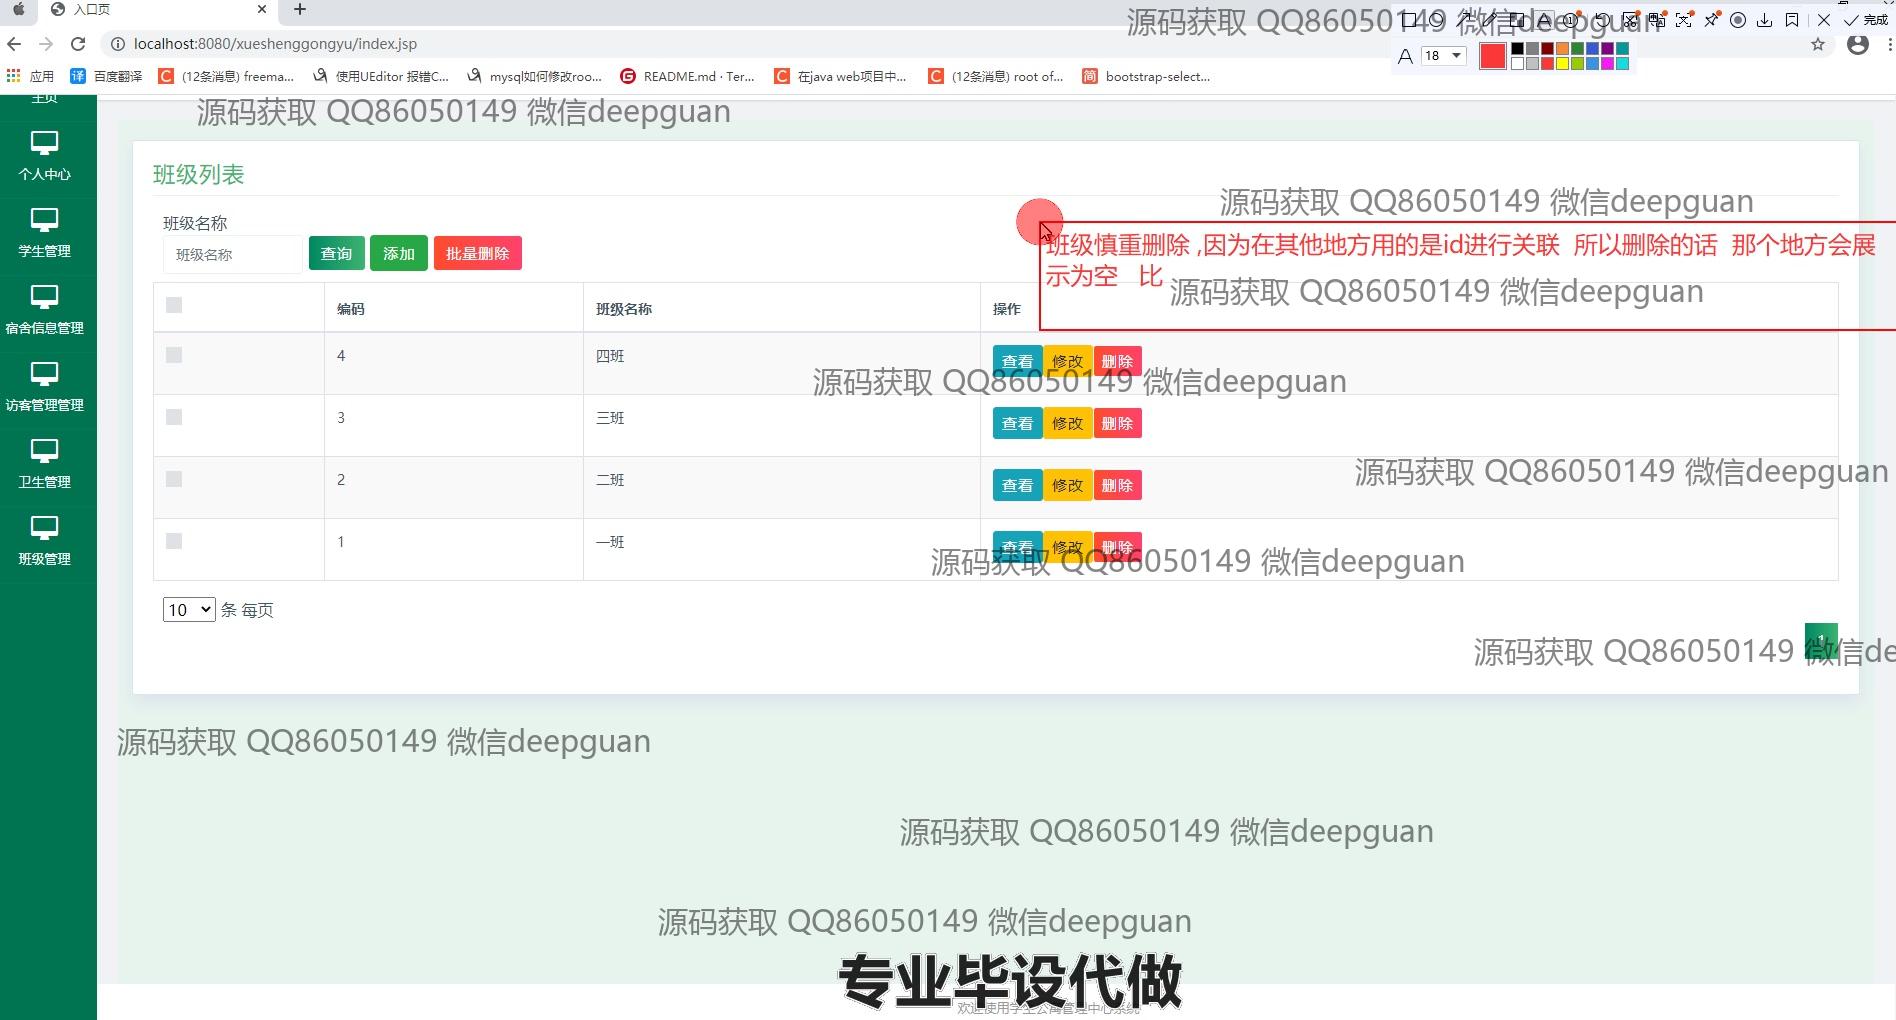 入口页
源码获取 QQ86050149 微信deepguan
完成
localhost:8080/xueshenggongyu/index.jsp
A 18
应用
百度翻译
(12条消息) freema...
使用UEditor 报错C...
mysql如何修改roo...
README.md · Ter...
在java web项目中...
(12条消息) root of...
bootstrap-select...
主页
源码获取 QQ86050149 微信deepguan
个人中心
学生管理
宿舍信息管理
访客管理管理
卫生管理
班级管理
班级列表
源码获取 QQ86050149 微信deepguan
班级名称
班级名称 查询 添加 批量删除
班级慎重删除 ,因为在其他地方用的是id进行关联 所以删除的话 那个地方会展
示为空 比
源码获取 QQ86050149 微信deepguan
编码 班级名称 操作
4 四班 查看 修改 删除
源码获取 QQ86050149 微信deepguan
3 三班 查看 修改 删除
2 二班 查看 修改 删除
源码获取 QQ86050149 微信deepguan
1 一班 查看 修改 删除
源码获取 QQ86050149 微信deepguan
10 条 每页
1
源码获取 QQ86050149 微信de
源码获取 QQ86050149 微信deepguan
源码获取 QQ86050149 微信deepguan
源码获取 QQ86050149 微信deepguan
专业毕设代做
欢迎使用学生公寓管理中心系统